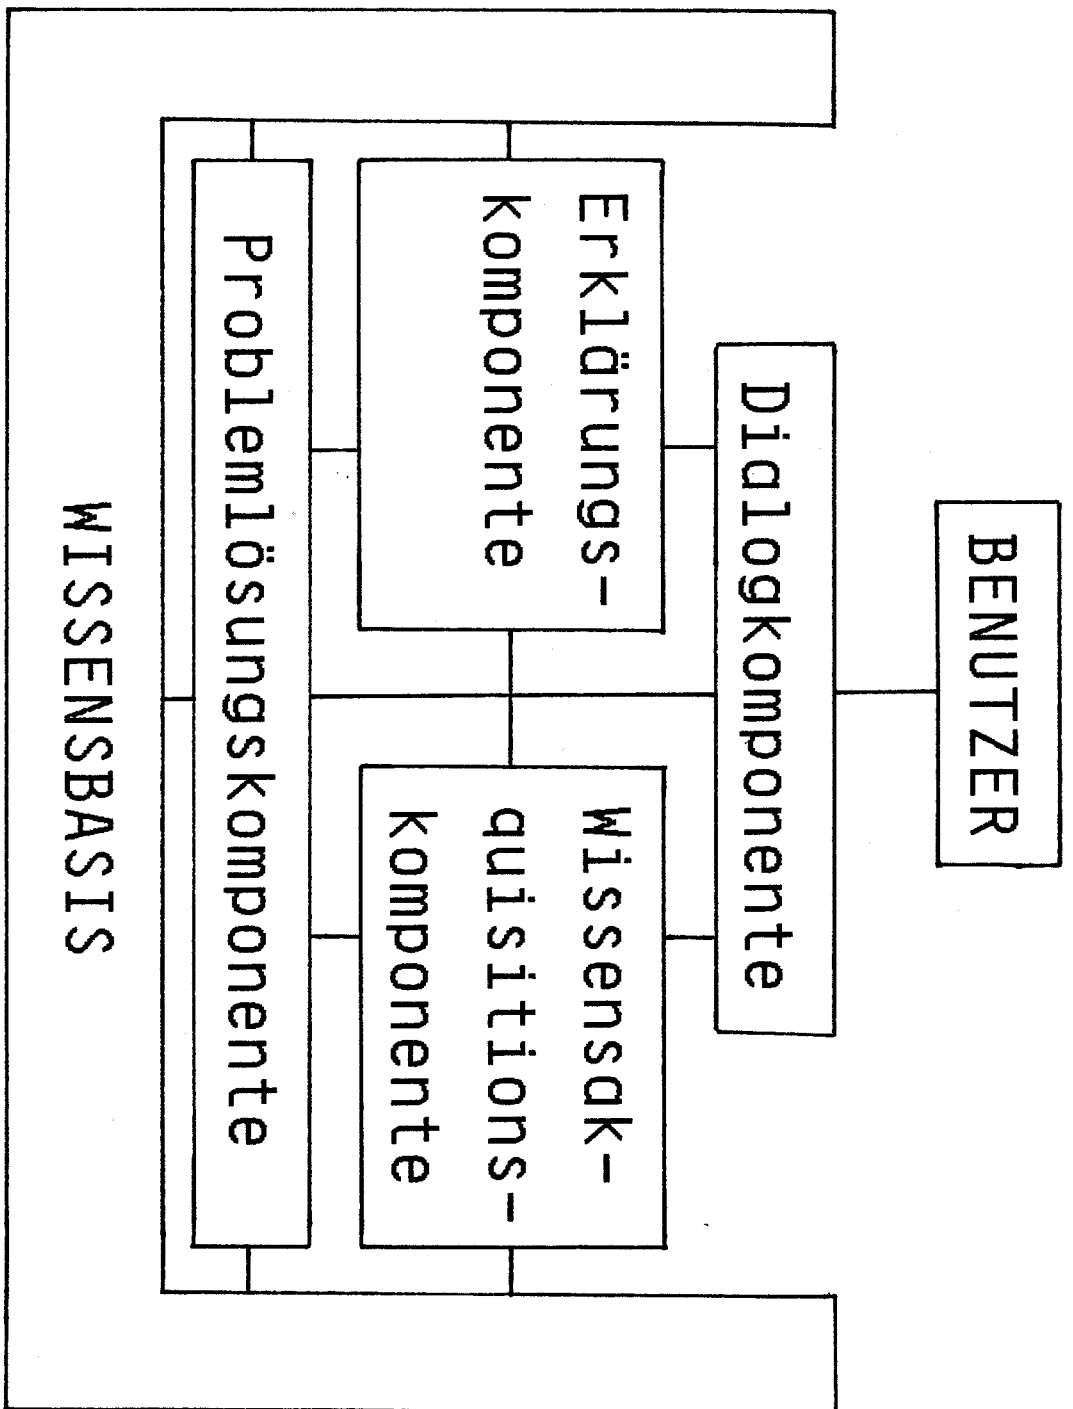 BENUTZER
Dialogkomponente
Erklärungs-
komponente
Wissensak-
quisitions-
komponente
Problemlösungskomponente
WISSENSBASIS